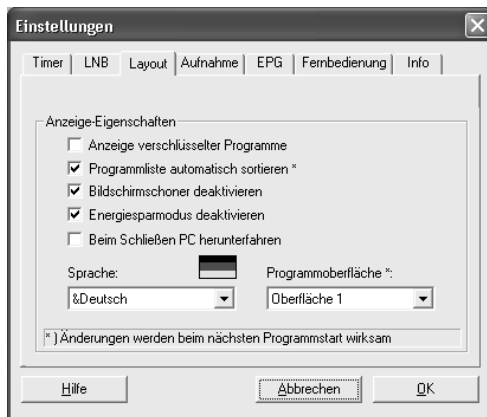 Einstellungen
Timer LNB Layout Aufnahme EPG Fernbedienung Info
Anzeige-Eigenschaften
Anzeige verschlüsselter Programme
Programmliste automatisch sortieren *
Bildschirmschoner deaktivieren
Energiesparmodus deaktivieren
Beim Schließen PC herunterfahren
Sprache: Programmoberfläche *:
&Deutsch Oberfläche 1
* ) Änderungen werden beim nächsten Programmstart wirksam
Hilfe Abbrechen OK